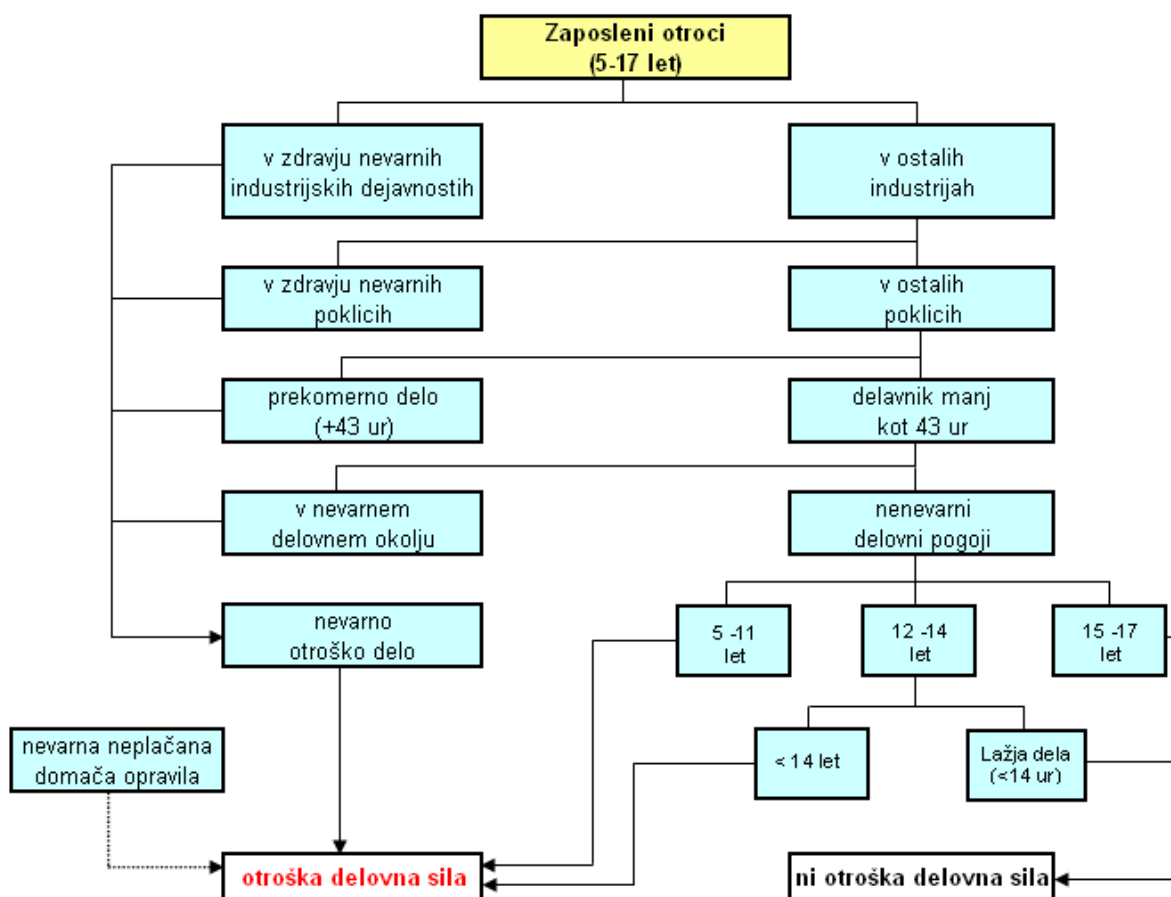 Zaposleni otroci
(5-17 let)
v zdravju nevarnih
industrijskih dejavnostih
v ostalih
industrijah
v zdravju nevarnih
poklicih
v ostalih
poklicih
prekomerno delo
(+43 ur)
delavnik manj
kot 43 ur
v nevarnem
delovnem okolju
nenevarni
delovni pogoji
nevarno
otroško delo
5 -11
let
12 -14
let
15 -17
let
nevarna neplačana
domača opravila
< 14 let
Lažja dela
(<14 ur)
otroška delovna sila
ni otroška delovna sila